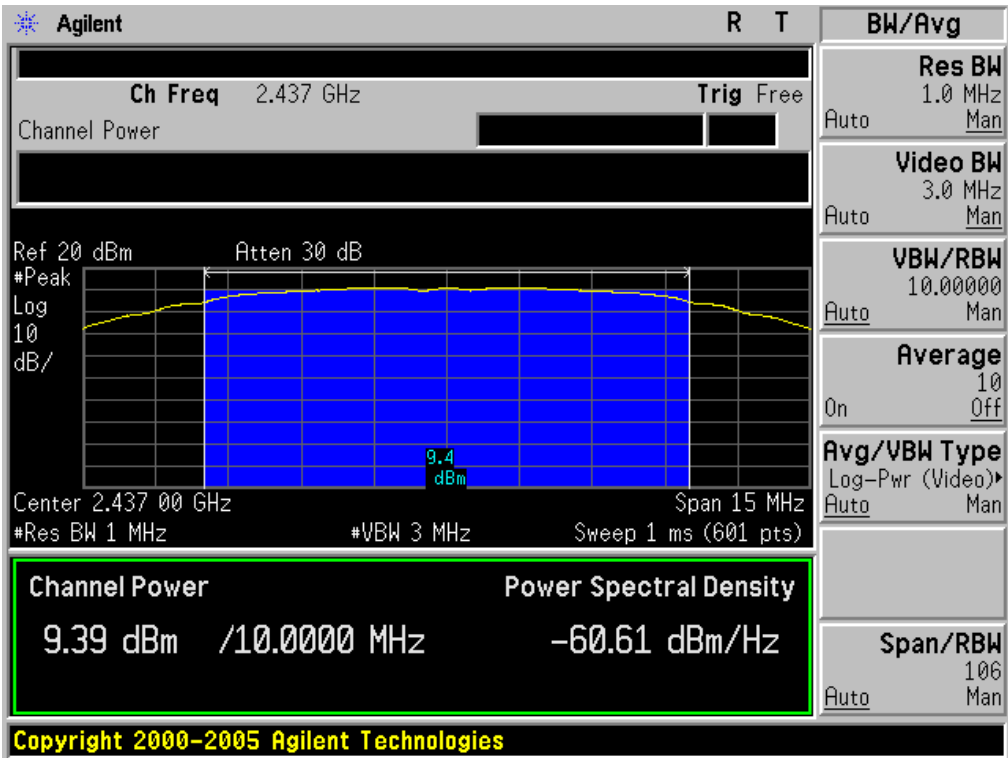 Agilent R T
Ch Freq 2.437 GHz Trig Free
Channel Power
Ref 20 dBm Atten 30 dB
#Peak
Log
10
dB/
9.4
dBm
Center 2.437 00 GHz Span 15 MHz
#Res BW 1 MHz #VBW 3 MHz Sweep 1 ms (601 pts)
Channel Power Power Spectral Density
9.39 dBm /10.0000 MHz -60.61 dBm/Hz
Copyright 2000-2005 Agilent Technologies
BW/Avg
Res BW
1.0 MHz
Auto Man
Video BW
3.0 MHz
Auto Man
VBW/RBW
10.00000
Auto Man
Average
10
On Off
Avg/VBW Type
Log-Pwr (Video)▸
Auto Man
Span/RBW
106
Auto Man